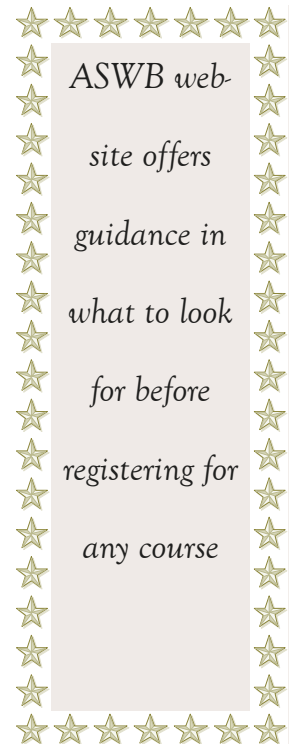 ASWB web-
site offers
guidance in
what to look
for before
registering for
any course